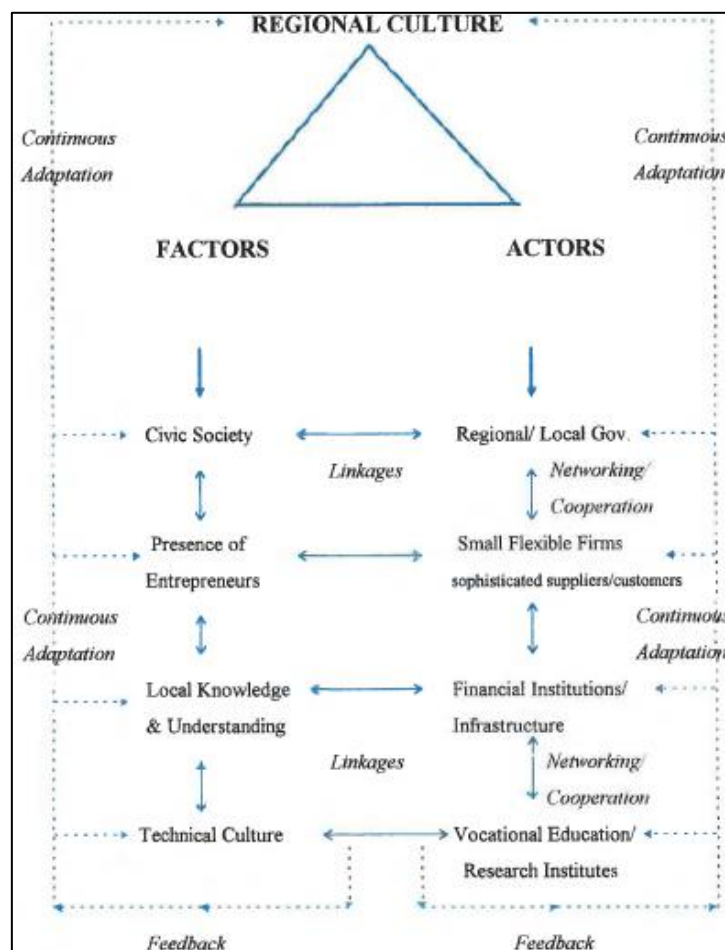 REGIONAL CULTURE
Continuous
Adaptation
Continuous
Adaptation
FACTORS
ACTORS
Civic Society
Regional/ Local Gov.
Linkages
Networking/
Cooperation
Presence of
Entrepreneurs
Small Flexible Firms
sophisticated suppliers/customers
Continuous
Adaptation
Continuous
Adaptation
Local Knowledge
& Understanding
Financial Institutions/
Infrastructure
Linkages
Networking/
Cooperation
Technical Culture
Vocational Education/
Research Institutes
Feedback
Feedback